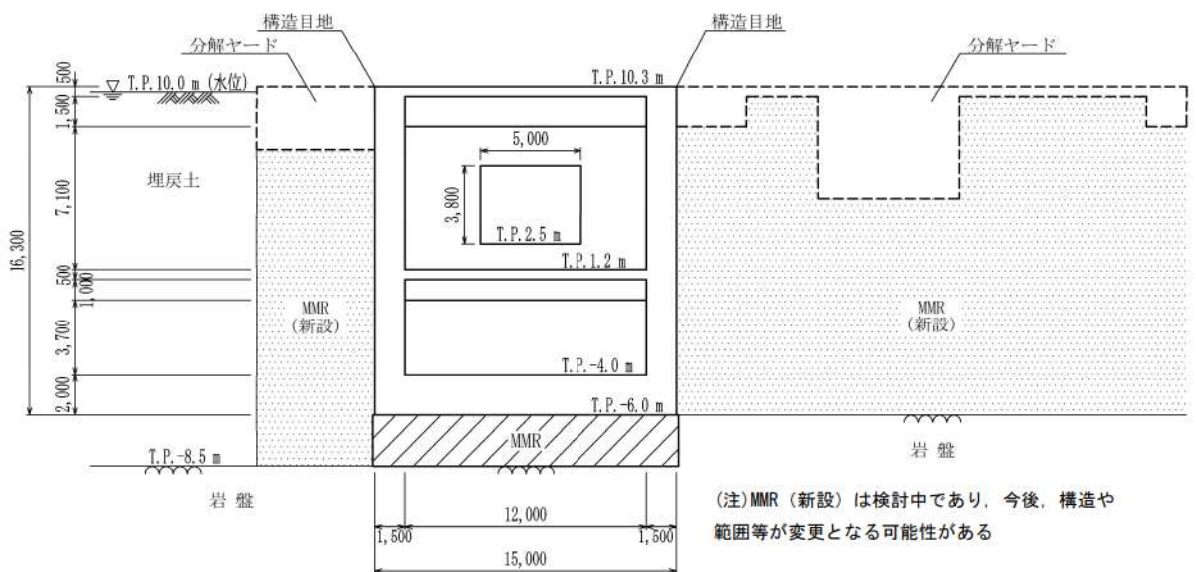 構造目地
構造目地
分解ヤード
分解ヤード
T.P.10.0 m (水位)
T.P.10.3 m
500
1,500
7,100
500
1,000
3,700
2,000
16,300
埋戻土
5,000
3,800
T.P.2.5 m
T.P.1.2 m
MMR
(新設)
MMR
(新設)
T.P.-4.0 m
T.P.-6.0 m
MMR
T.P.-8.5 m
岩盤
岩盤
12,000
1,500
1,500
15,000
(注)MMR（新設）は検討中であり，今後，構造や
範囲等が変更となる可能性がある